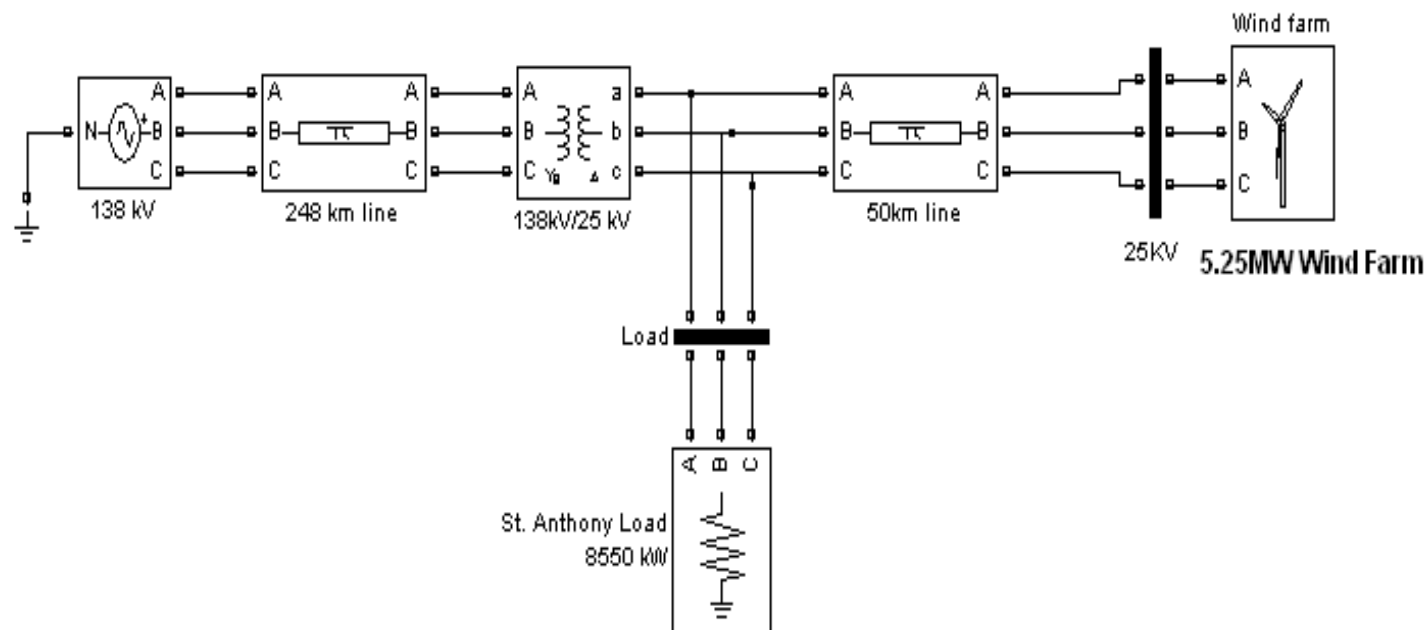 Wind farm
A A A A a A A A
N B B B B b B B B
C C C C c C C C
Yg Δ
138 kV
248 km line
138kV/25 kV
50km line
25KV
5.25MW Wind Farm
Load
A B C
St. Anthony Load
8550 kW